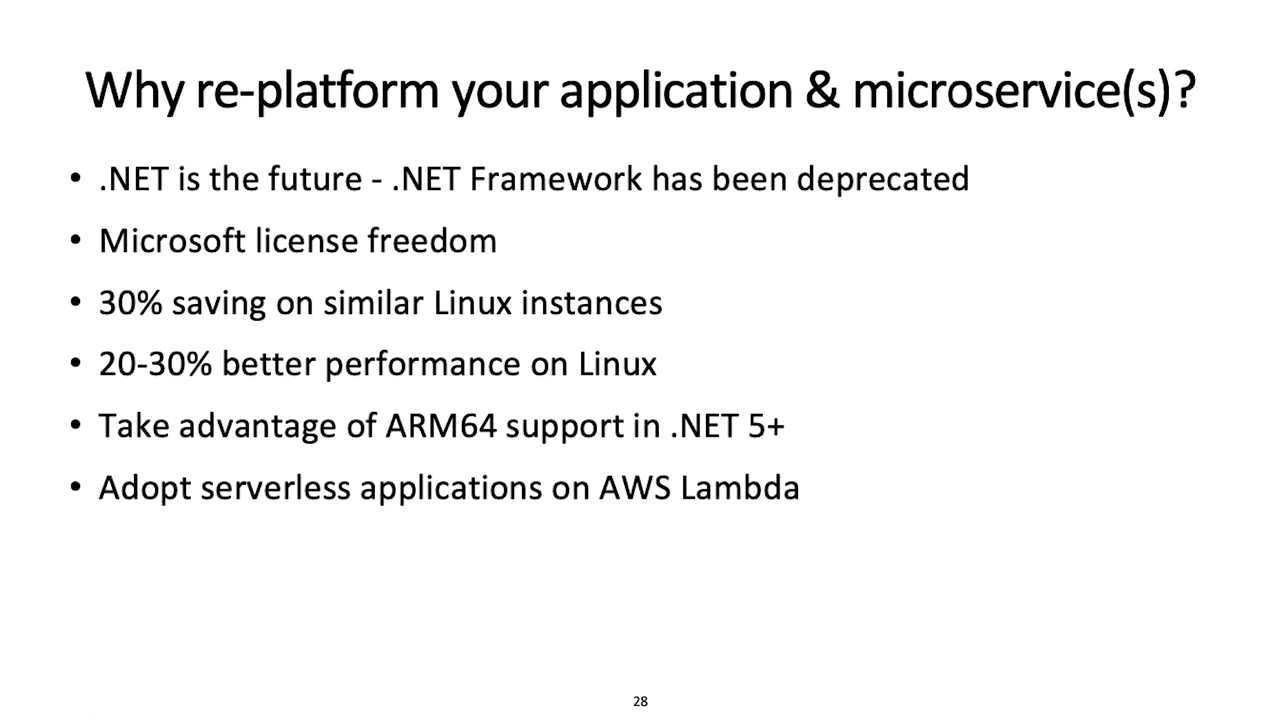 Why re-platform your application & microservice(s)?
• .NET is the future - .NET Framework has been deprecated
• Microsoft license freedom
• 30% saving on similar Linux instances
• 20-30% better performance on Linux
• Take advantage of ARM64 support in .NET 5+
• Adopt serverless applications on AWS Lambda
28